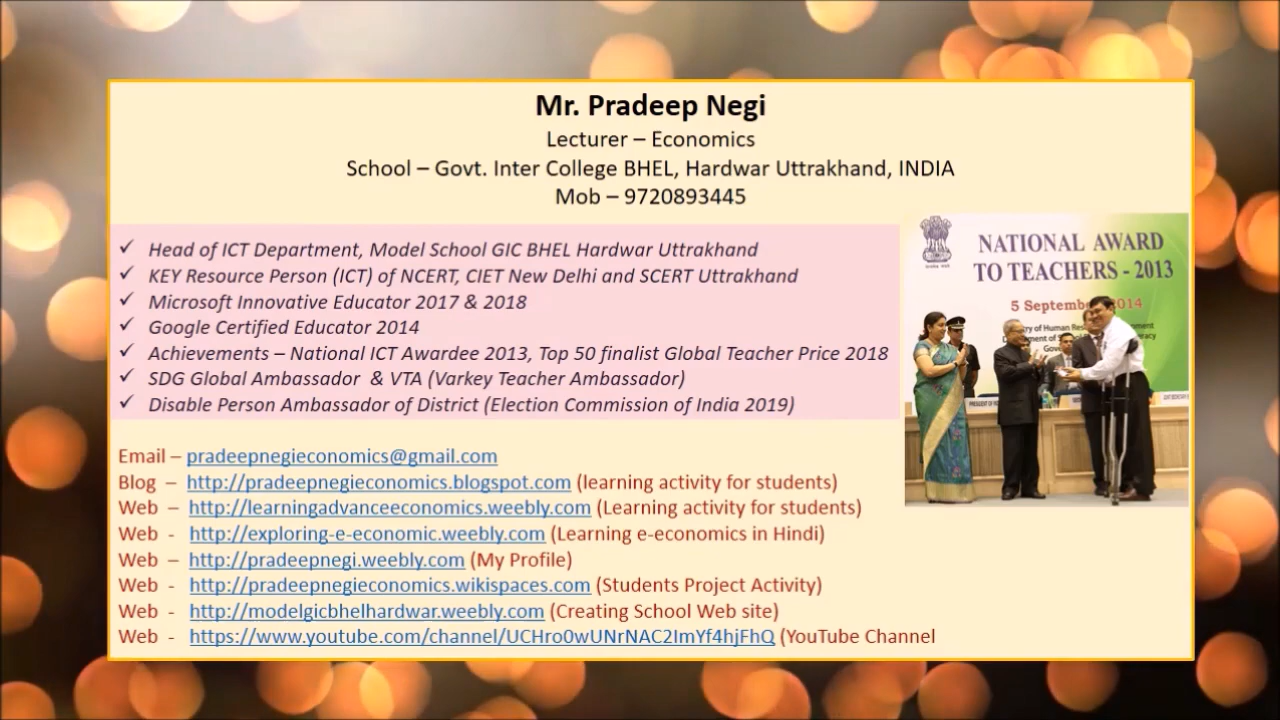 Mr. Pradeep Negi
Lecturer – Economics
School – Govt. Inter College BHEL, Hardwar Uttrakhand, INDIA
Mob – 9720893445
✓ Head of ICT Department, Model School GIC BHEL Hardwar Uttrakhand
✓ KEY Resource Person (ICT) of NCERT, CIET New Delhi and SCERT Uttrakhand
✓ Microsoft Innovative Educator 2017 & 2018
✓ Google Certified Educator 2014
✓ Achievements – National ICT Awardee 2013, Top 50 finalist Global Teacher Price 2018
✓ SDG Global Ambassador & VTA (Varkey Teacher Ambassador)
✓ Disable Person Ambassador of District (Election Commission of India 2019)
NATIONAL AWARD
TO TEACHERS - 2013
5 September 2014
of Human
Email – pradeepnegieconomics@gmail.com
Blog – http://pradeepnegieconomics.blogspot.com (learning activity for students)
Web – http://learningadvanceeconomics.weebly.com (Learning activity for students)
Web - http://exploring-e-economic.weebly.com (Learning e-economics in Hindi)
Web – http://pradeepnegi.weebly.com (My Profile)
Web - http://pradeepnegieconomics.wikispaces.com (Students Project Activity)
Web - http://modelgicbhelhardwar.weebly.com (Creating School Web site)
Web - https://www.youtube.com/channel/UCHro0wUNrNAC2ImYf4hjFhQ (YouTube Channel